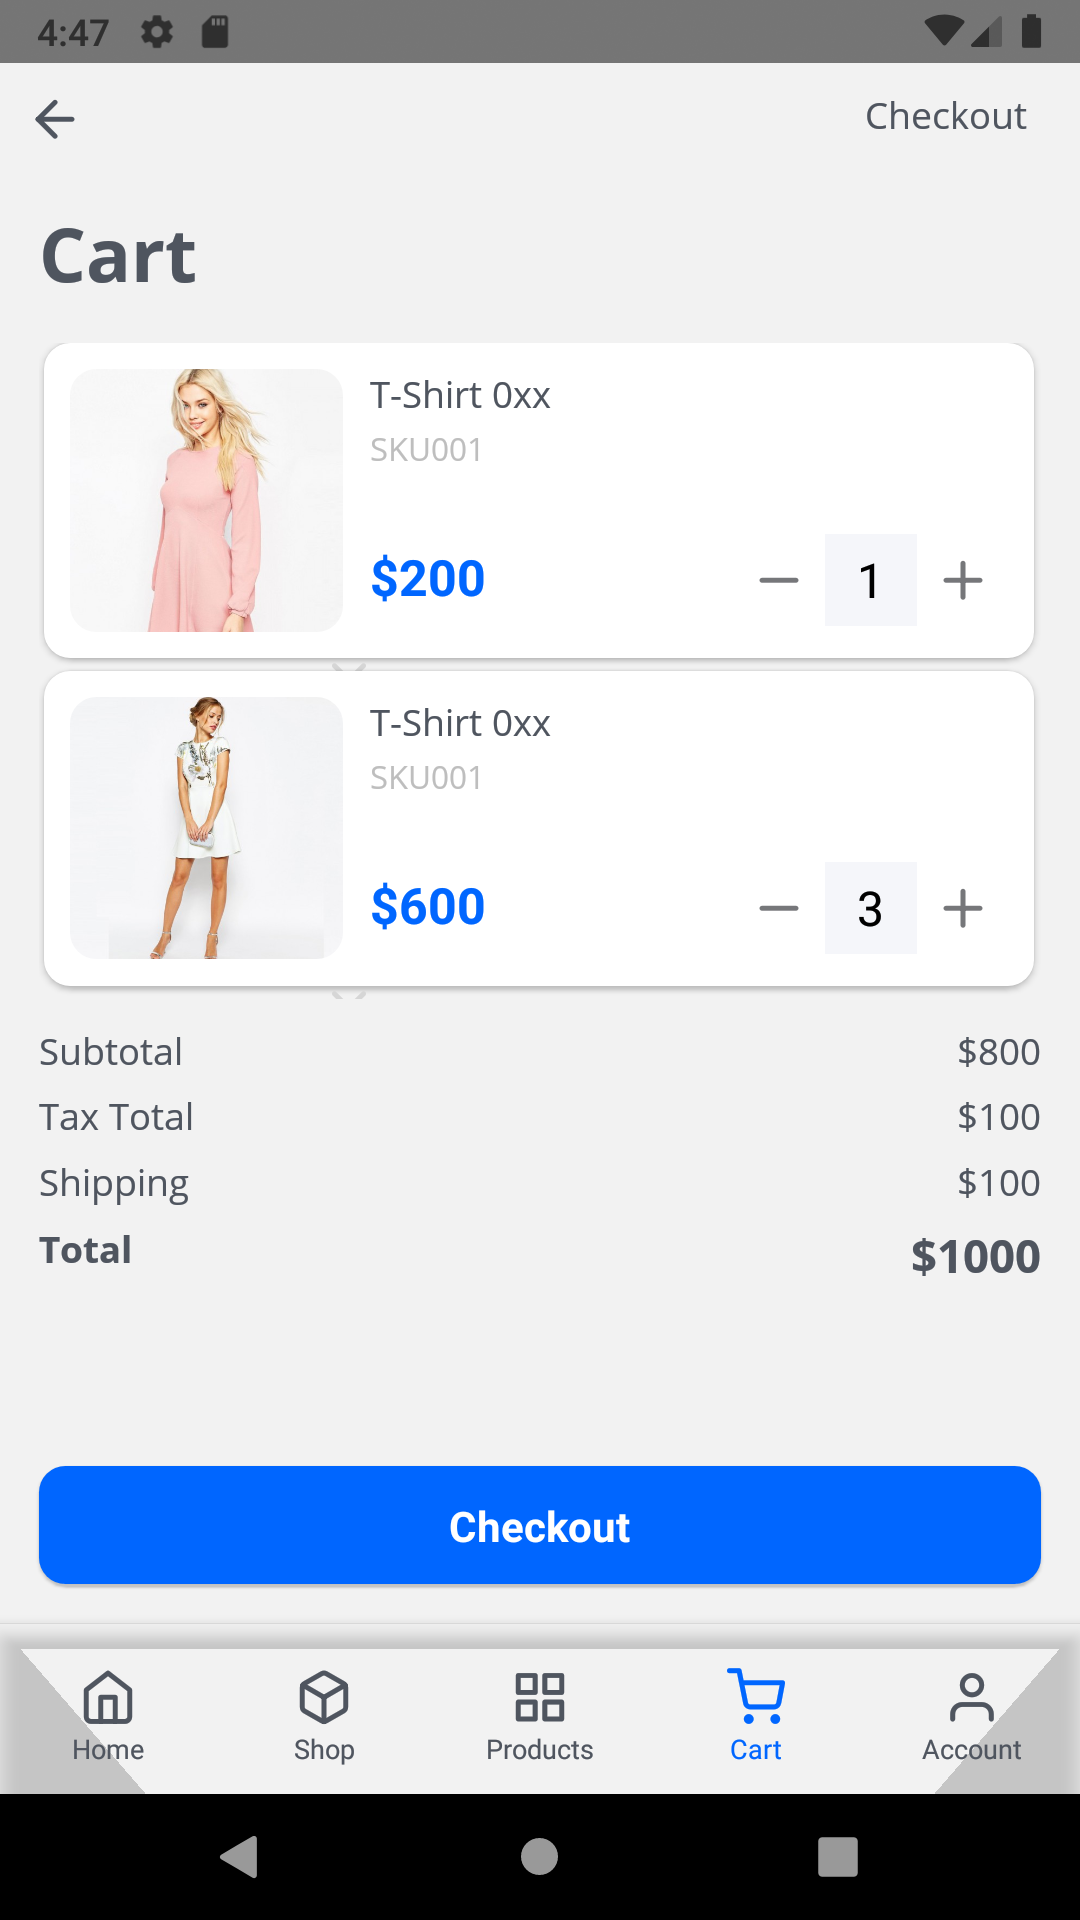 4:47
Checkout
Cart
T-Shirt 0xx
SKU001
$200
1
T-Shirt 0xx
SKU001
$600
3
Subtotal $800
Tax Total $100
Shipping $100
Total $1000
Checkout
Home Shop Products Cart Account